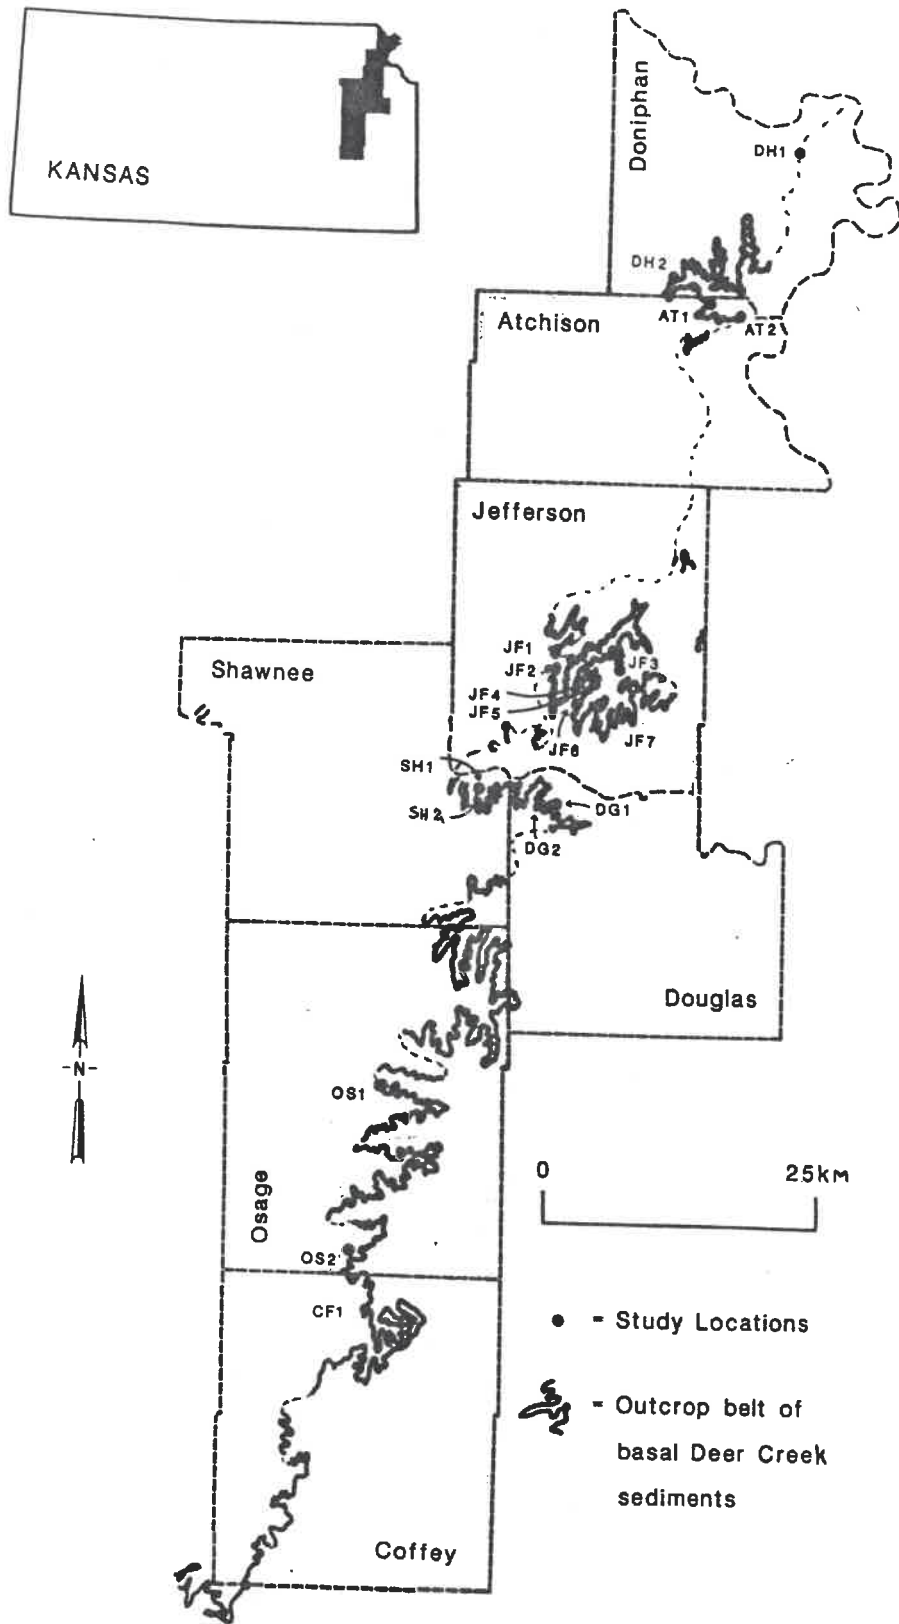 KANSAS
Doniphan
DH1
DH2
AT1
AT2
Atchison
Jefferson
JF1
JF2
JF3
JF4
JF5
JF6
JF7
Shawnee
SH1
SH2
DG1
DG2
Douglas
-N-
OS1
Osage
OS2
0 25KM
CF1
Coffey
● = Study Locations
= Outcrop belt of
basal Deer Creek
sediments